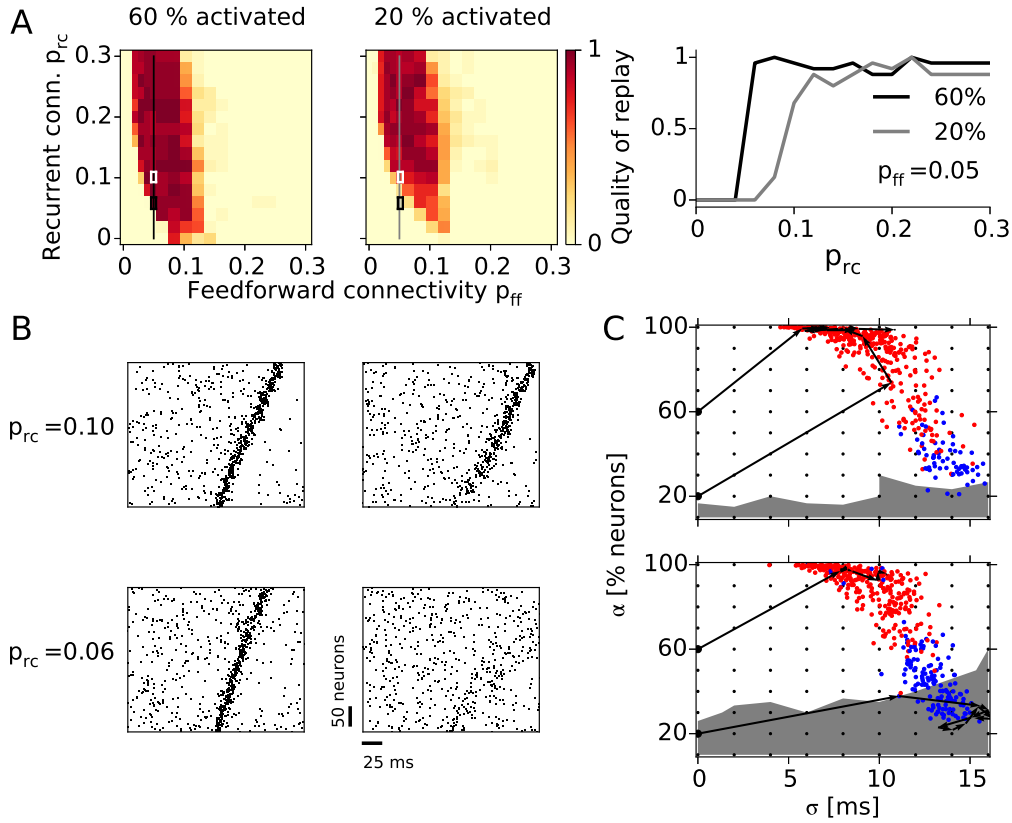 A
60 % activated
20 % activated
Recurrent conn. p_rc
0.3
0.2
0.1
0
0
0.1
0.2
0.3
0
0.1
0.2
0.3
Feedforward connectivity p_ff
1
0
Quality of replay
1
0.5
0
60%
20%
p_ff =0.05
0
0.1
0.2
0.3
p_rc
B
p_rc =0.10
p_rc =0.06
50 neurons
25 ms
C
100
60
20
α [% neurons]
100
60
20
0
5
10
15
σ [ms]